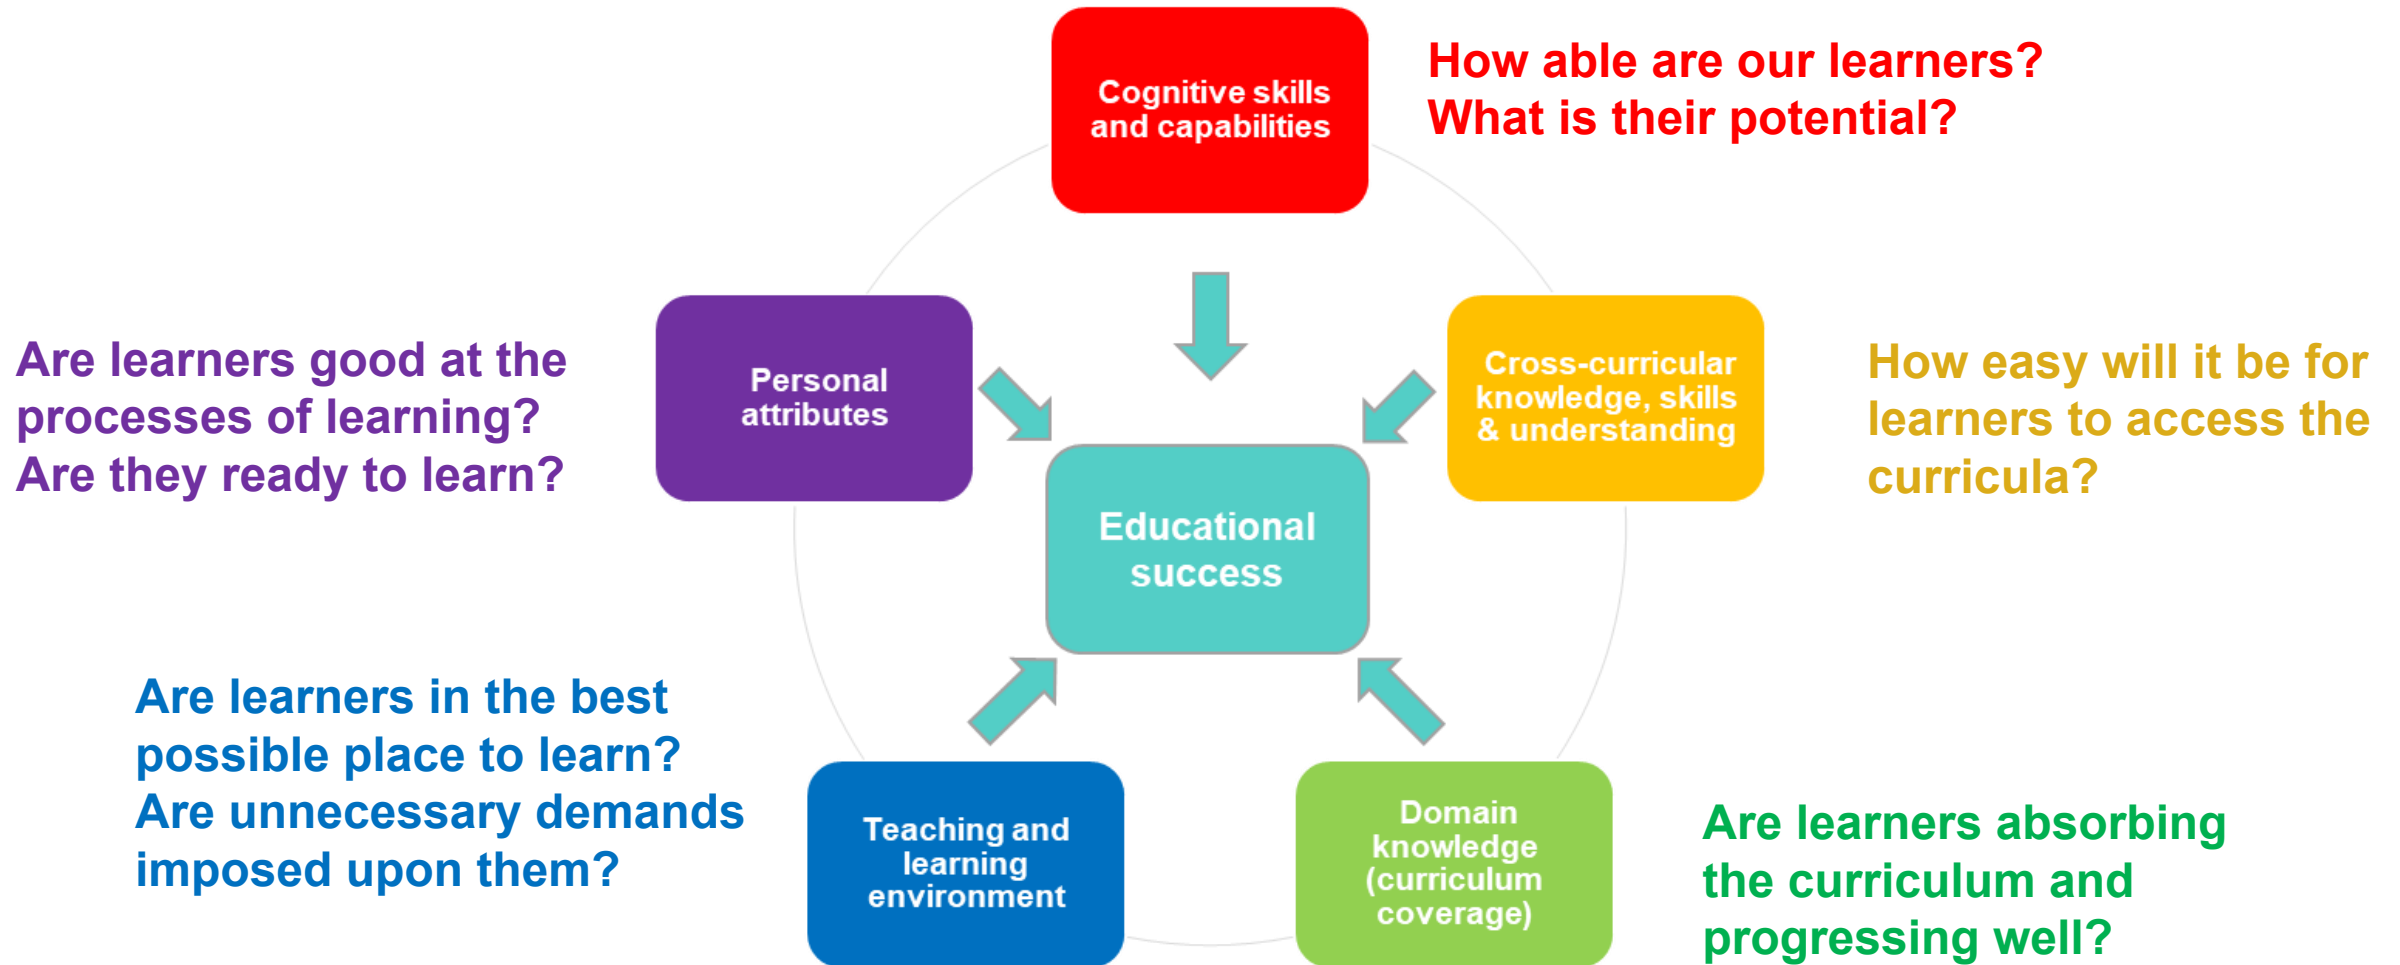 Cognitive skills
and capabilities
How able are our learners?
What is their potential?
Are learners good at the
processes of learning?
Are they ready to learn?
Personal
attributes
Cross-curricular
knowledge, skills
& understanding
How easy will it be for
learners to access the
curricula?
Educational
success
Are learners in the best
possible place to learn?
Are unnecessary demands
imposed upon them?
Teaching and
learning
environment
Domain
knowledge
(curriculum
coverage)
Are learners absorbing
the curriculum and
progressing well?